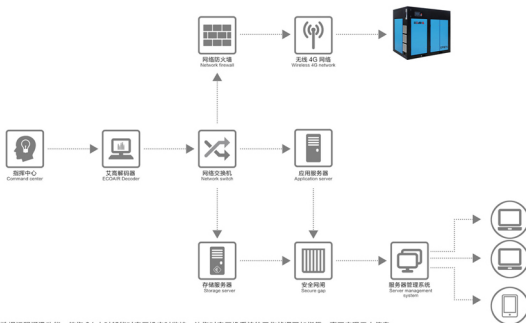 网络防火墙
Network firewall
无线 4G 网络
Wireless 4G network
指挥中心
Command center
艾高解码器
ECOAIR Decoder
网络交换机
Network switch
应用服务器
Application server
存储服务器
Storage server
安全网闸
Secure gap
服务器管理系统
Server management
system